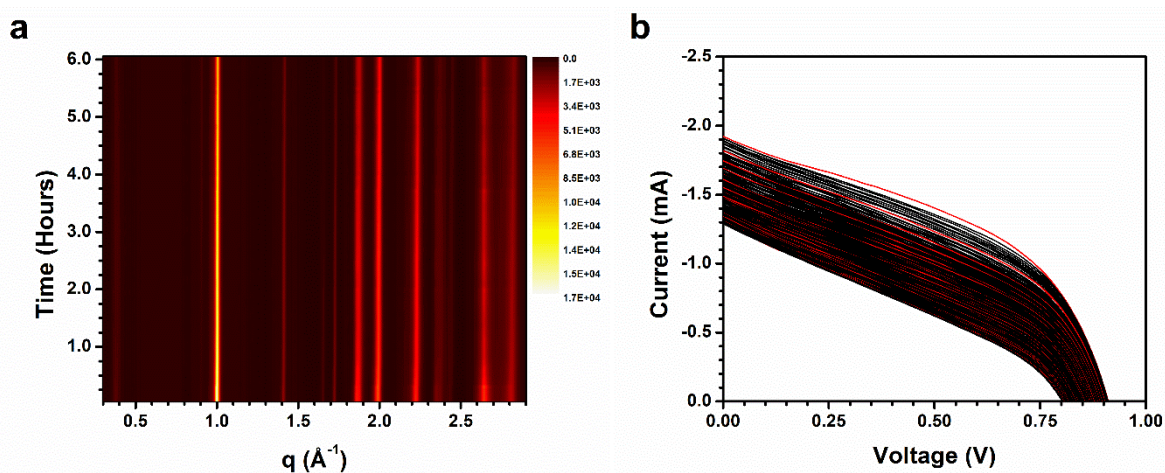 a
6.0
5.0
4.0
3.0
2.0
1.0
Time (Hours)
0.5 1.0 1.5 2.0 2.5
q (Å⁻¹)
0.0
1.7E+03
3.4E+03
5.1E+03
6.8E+03
8.5E+03
1.0E+04
1.2E+04
1.4E+04
1.5E+04
1.7E+04
b
-2.5
-2.0
-1.5
-1.0
-0.5
0.0
Current (mA)
0.00 0.25 0.50 0.75 1.00
Voltage (V)